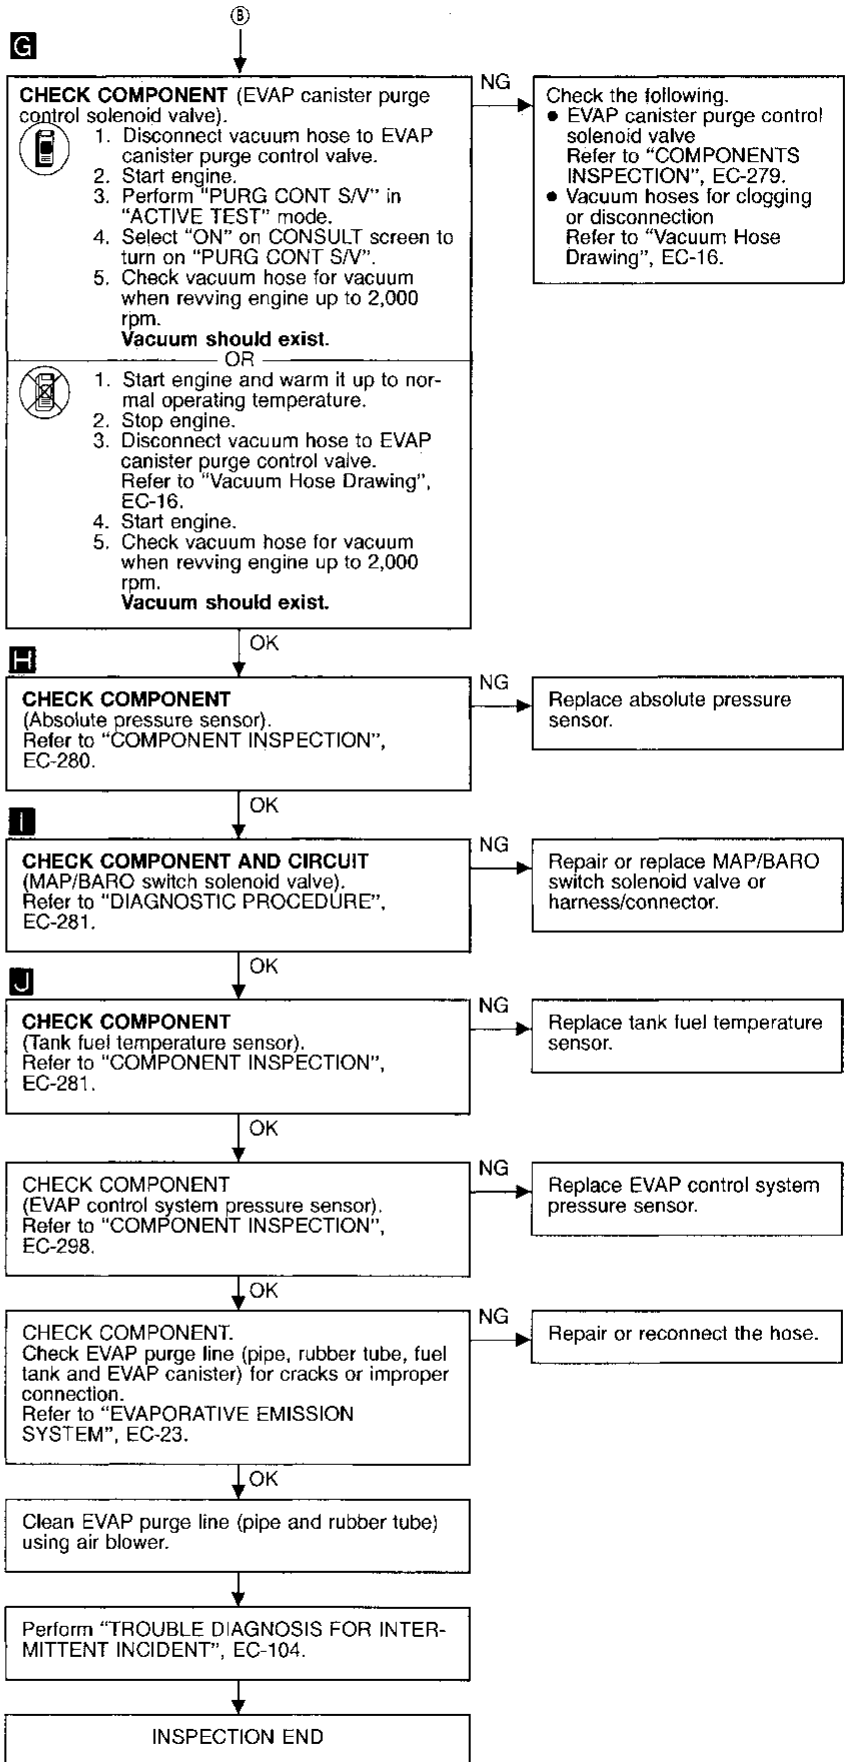 B
G
CHECK COMPONENT (EVAP canister purge
control solenoid valve).
1. Disconnect vacuum hose to EVAP
canister purge control valve.
2. Start engine.
3. Perform "PURG CONT S/V" in
"ACTIVE TEST" mode.
4. Select "ON" on CONSULT screen to
turn on "PURG CONT S/V".
5. Check vacuum hose for vacuum
when revving engine up to 2,000
rpm.
Vacuum should exist.
OR
1. Start engine and warm it up to nor-
mal operating temperature.
2. Stop engine.
3. Disconnect vacuum hose to EVAP
canister purge control valve.
Refer to "Vacuum Hose Drawing",
EC-16.
4. Start engine.
5. Check vacuum hose for vacuum
when revving engine up to 2,000
rpm.
Vacuum should exist.
NG
Check the following.
● EVAP canister purge control
solenoid valve
Refer to "COMPONENTS
INSPECTION", EC-279.
● Vacuum hoses for clogging
or disconnection
Refer to "Vacuum Hose
Drawing", EC-16.
OK
H
CHECK COMPONENT
(Absolute pressure sensor).
Refer to "COMPONENT INSPECTION",
EC-280.
NG
Replace absolute pressure
sensor.
OK
I
CHECK COMPONENT AND CIRCUIT
(MAP/BARO switch solenoid valve).
Refer to "DIAGNOSTIC PROCEDURE",
EC-281.
NG
Repair or replace MAP/BARO
switch solenoid valve or
harness/connector.
OK
J
CHECK COMPONENT
(Tank fuel temperature sensor).
Refer to "COMPONENT INSPECTION",
EC-281.
NG
Replace tank fuel temperature
sensor.
OK
CHECK COMPONENT
(EVAP control system pressure sensor).
Refer to "COMPONENT INSPECTION",
EC-298.
NG
Replace EVAP control system
pressure sensor.
OK
CHECK COMPONENT.
Check EVAP purge line (pipe, rubber tube, fuel
tank and EVAP canister) for cracks or improper
connection.
Refer to "EVAPORATIVE EMISSION
SYSTEM", EC-23.
NG
Repair or reconnect the hose.
OK
Clean EVAP purge line (pipe and rubber tube)
using air blower.
Perform "TROUBLE DIAGNOSIS FOR INTER-
MITTENT INCIDENT", EC-104.
INSPECTION END